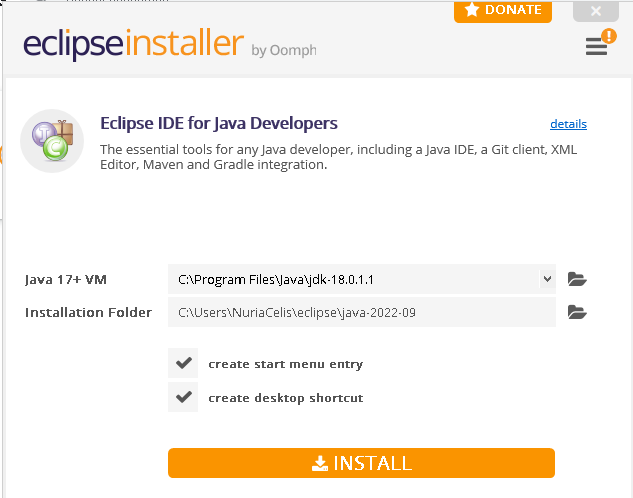 DONATE
eclipseinstaller by Oomph
Eclipse IDE for Java Developers
details
The essential tools for any Java developer, including a Java IDE, a Git client, XML
Editor, Maven and Gradle integration.
Java 17+ VM
C:\Program Files\Java\jdk-18.0.1.1
Installation Folder
C:\Users\NuriaCelis\eclipse\java-2022-09
create start menu entry
create desktop shortcut
INSTALL